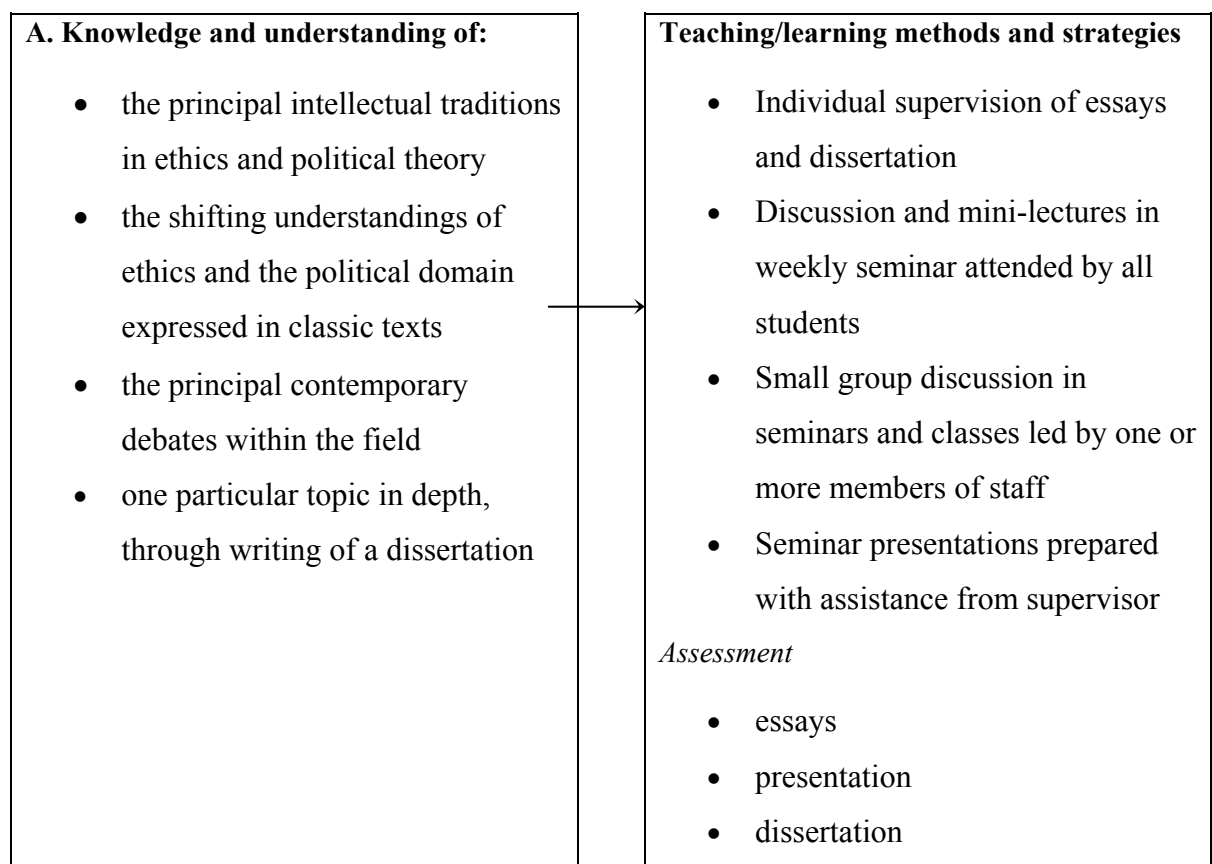 A. Knowledge and understanding of:
• the principal intellectual traditions
in ethics and political theory
• the shifting understandings of
ethics and the political domain
expressed in classic texts
• the principal contemporary
debates within the field
• one particular topic in depth,
through writing of a dissertation
Teaching/learning methods and strategies
• Individual supervision of essays
and dissertation
• Discussion and mini-lectures in
weekly seminar attended by all
students
• Small group discussion in
seminars and classes led by one or
more members of staff
• Seminar presentations prepared
with assistance from supervisor
Assessment
• essays
• presentation
• dissertation